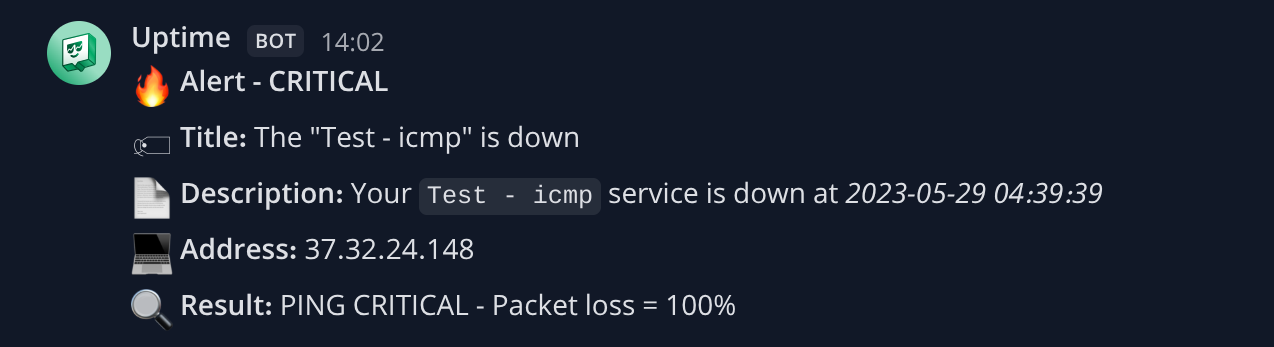 Uptime BOT 14:02
Alert - CRITICAL
Title: The "Test - icmp" is down
Description: Your Test - icmp service is down at 2023-05-29 04:39:39
Address: 37.32.24.148
Result: PING CRITICAL - Packet loss = 100%